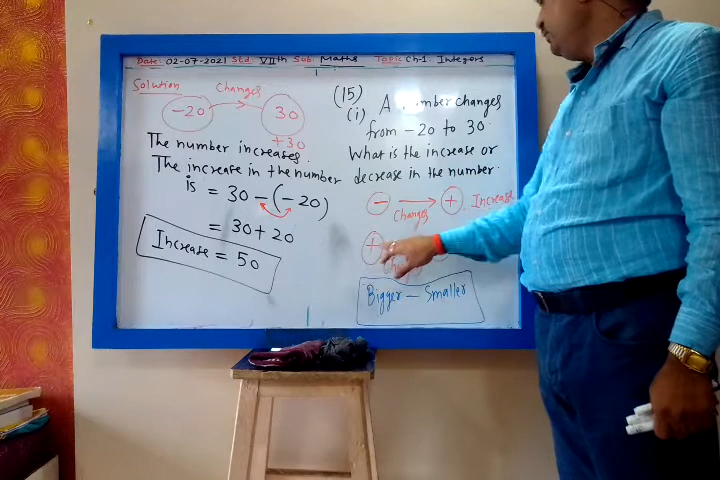 Date: 02-07-2021 Std: VIIth Sub: Maths Topic: Ch-1: Integers
Solution
Changes
-20
30
+30
The number increases.
The increase in the number
is = 30 - (-20)
= 30 + 20
Increase = 50
(15)
(i) A number changes
from -20 to 30.
What is the increase or
decrease in the number.
- → + Increase
Changes
+
Bigger - Smaller